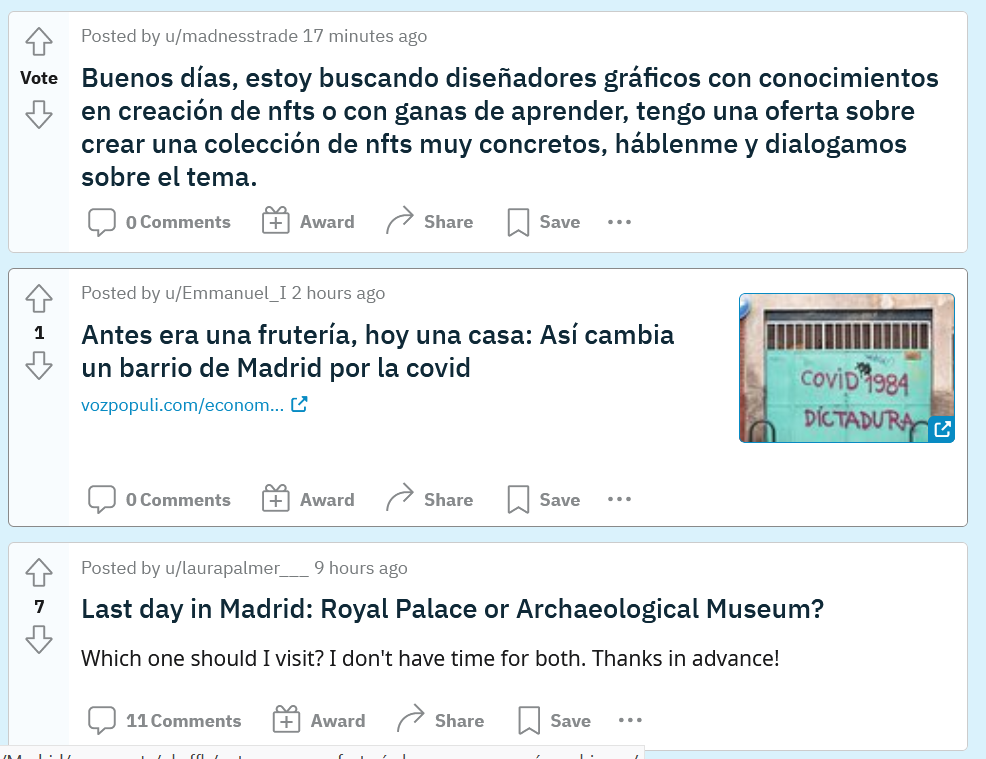 Posted by u/madnesstrade 17 minutes ago
Vote
Buenos días, estoy buscando diseñadores gráficos con conocimientos
en creación de nfts o con ganas de aprender, tengo una oferta sobre
crear una colección de nfts muy concretos, háblenme y dialogamos
sobre el tema.
0 Comments Award Share Save
Posted by u/Emmanuel_I 2 hours ago
1
Antes era una frutería, hoy una casa: Así cambia
un barrio de Madrid por la covid
vozpopuli.com/econom...
COVID 1984
DICTADURA
0 Comments Award Share Save
Posted by u/laurapalmer___ 9 hours ago
7
Last day in Madrid: Royal Palace or Archaeological Museum?
Which one should I visit? I don't have time for both. Thanks in advance!
11 Comments Award Share Save